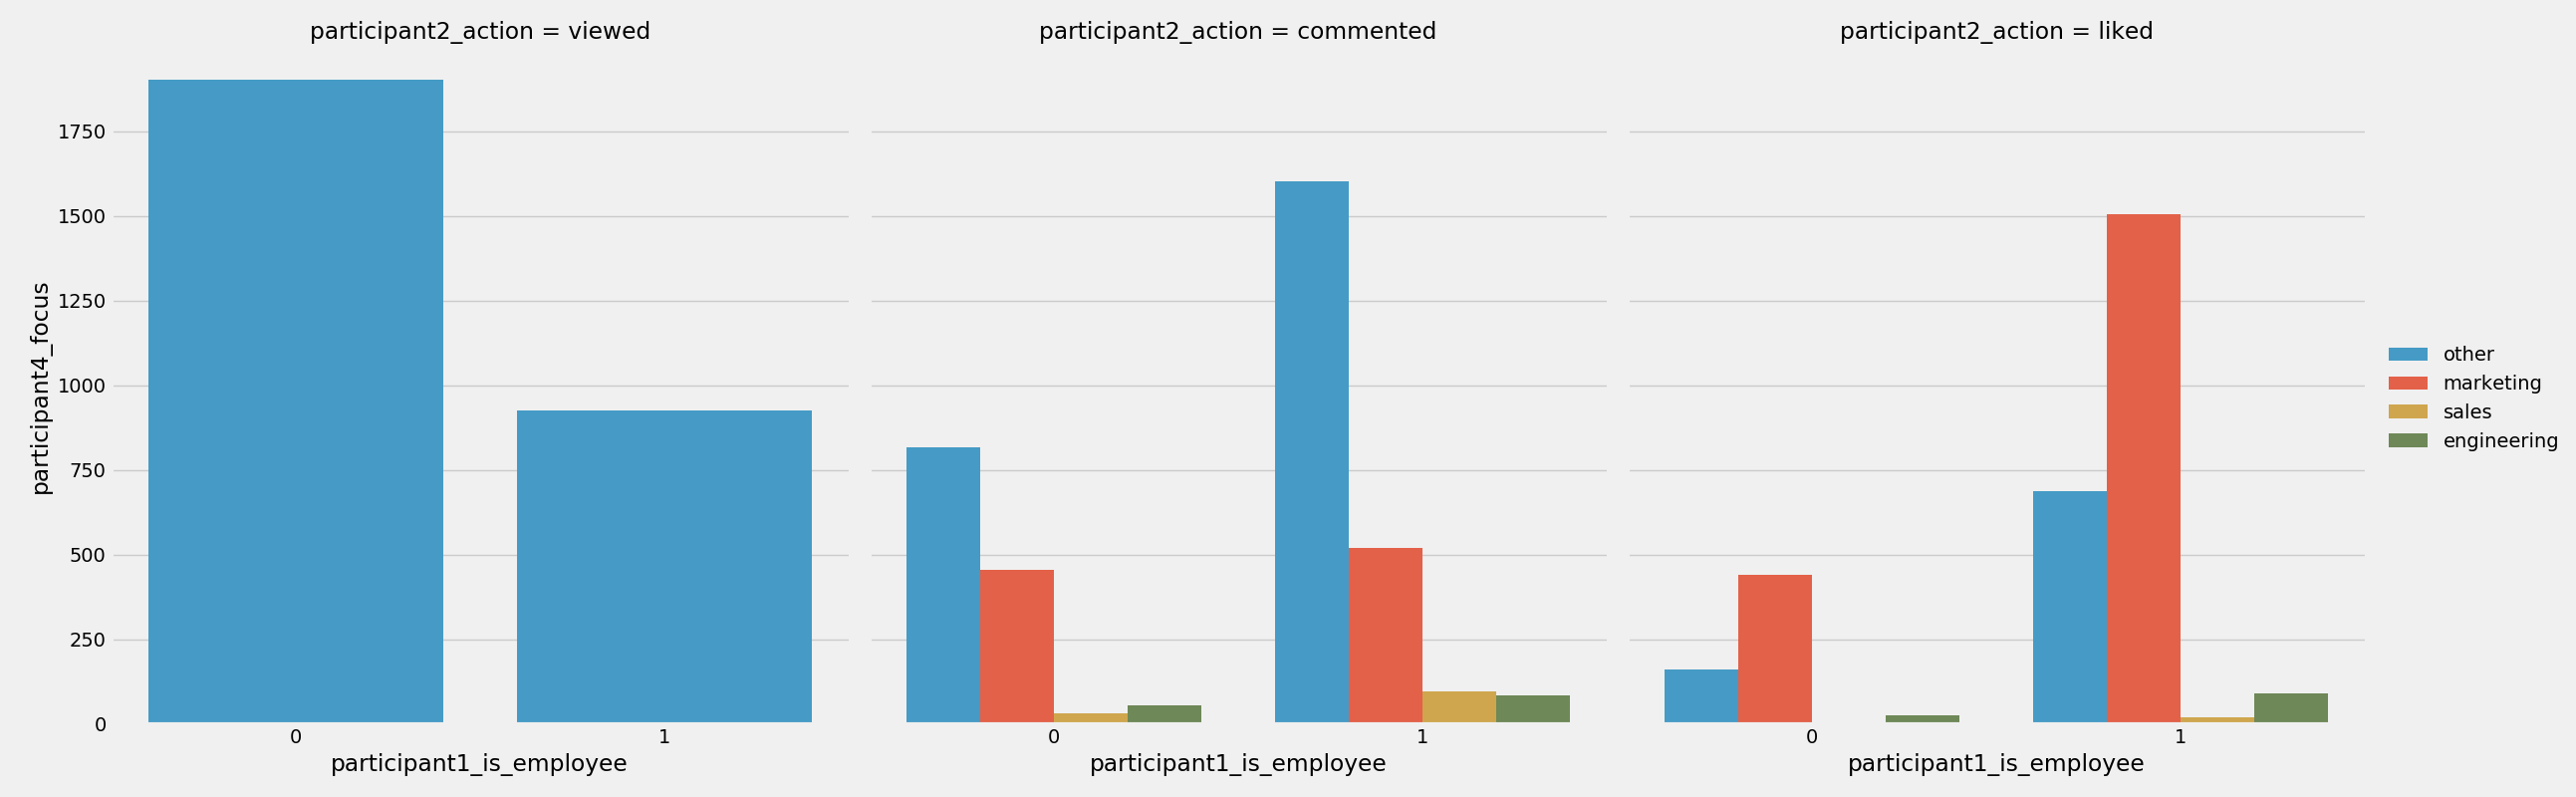 participant2_action = viewed
participant2_action = commented
participant2_action = liked
participant4_focus
1750
1500
1250
1000
750
500
250
0
0 1
0 1
0 1
participant1_is_employee
participant1_is_employee
participant1_is_employee
other
marketing
sales
engineering